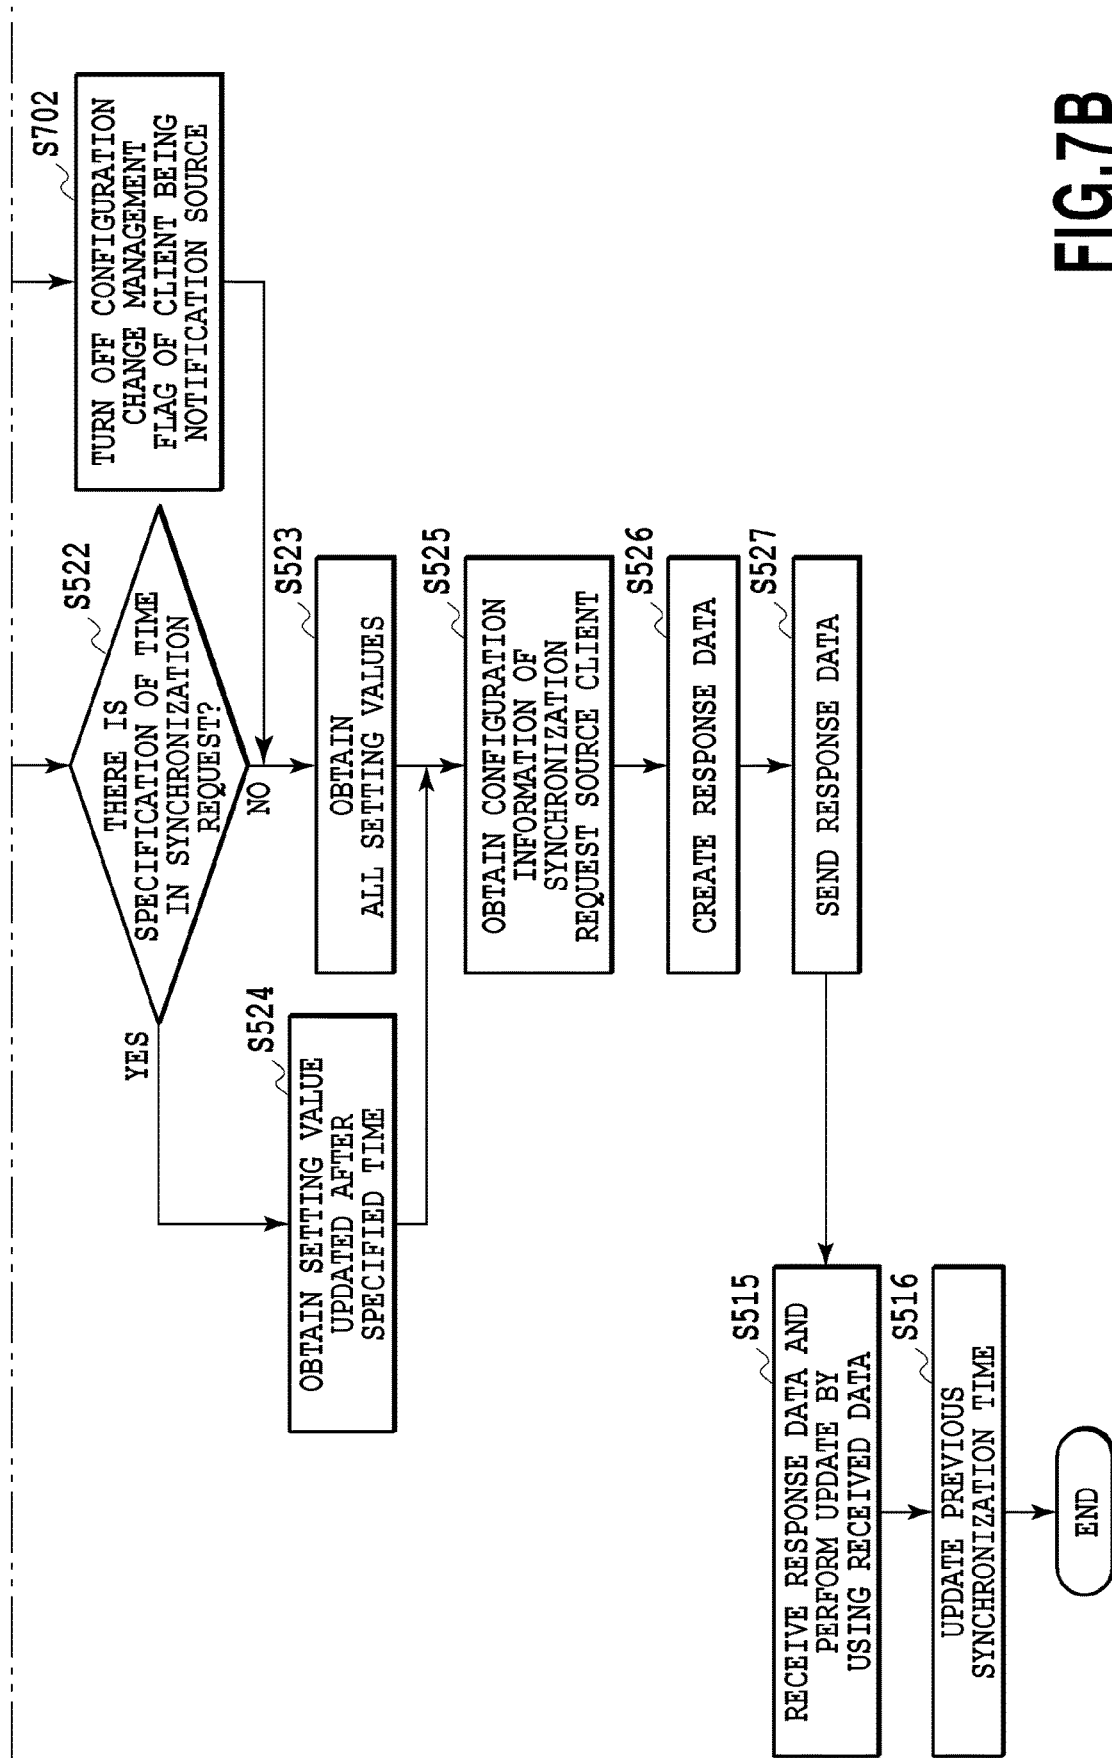 S702
TURN OFF CONFIGURATION
CHANGE MANAGEMENT
FLAG OF CLIENT BEING
NOTIFICATION SOURCE
S522
THERE IS
SPECIFICATION OF TIME
IN SYNCHRONIZATION
REQUEST?
YES
NO
S524
OBTAIN SETTING VALUE
UPDATED AFTER
SPECIFIED TIME
S523
OBTAIN
ALL SETTING VALUES
S525
OBTAIN CONFIGURATION
INFORMATION OF
SYNCHRONIZATION
REQUEST SOURCE CLIENT
S526
CREATE RESPONSE DATA
S527
SEND RESPONSE DATA
S515
RECEIVE RESPONSE DATA AND
PERFORM UPDATE BY
USING RECEIVED DATA
S516
UPDATE PREVIOUS
SYNCHRONIZATION TIME
END
FIG.7B